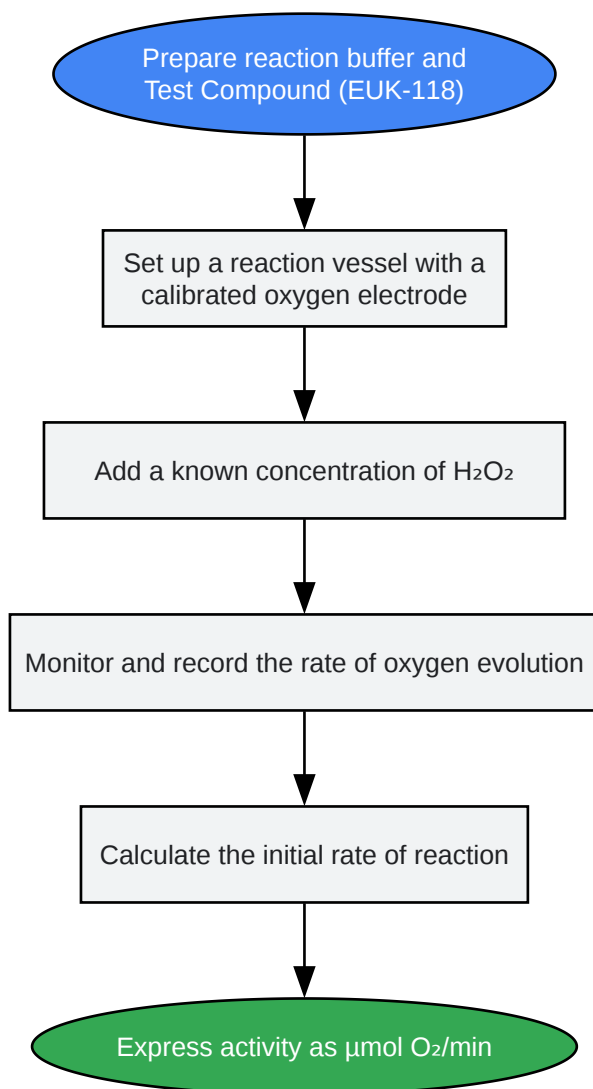 Prepare reaction buffer and
Test Compound (EUK-118)
Set up a reaction vessel with a
calibrated oxygen electrode
Add a known concentration of H₂O₂
Monitor and record the rate of oxygen evolution
Calculate the initial rate of reaction
Express activity as µmol O₂/min